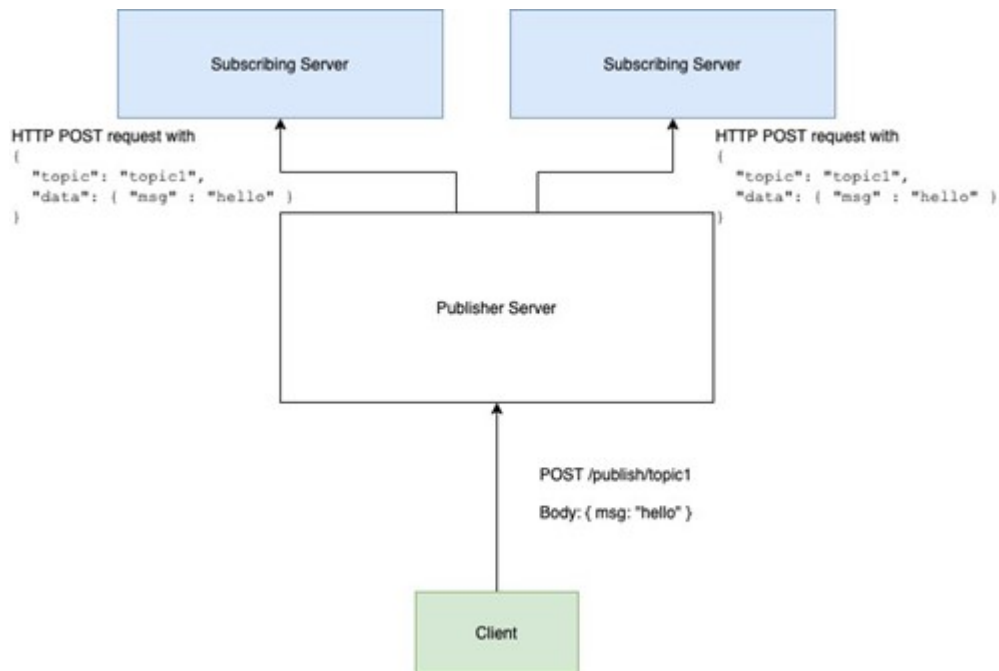 Subscribing Server
Subscribing Server
HTTP POST request with
{
"topic": "topic1",
"data": { "msg" : "hello" }
}
HTTP POST request with
{
"topic": "topic1",
"data": { "msg" : "hello" }
}
Publisher Server
POST /publish/topic1
Body: { msg: "hello" }
Client